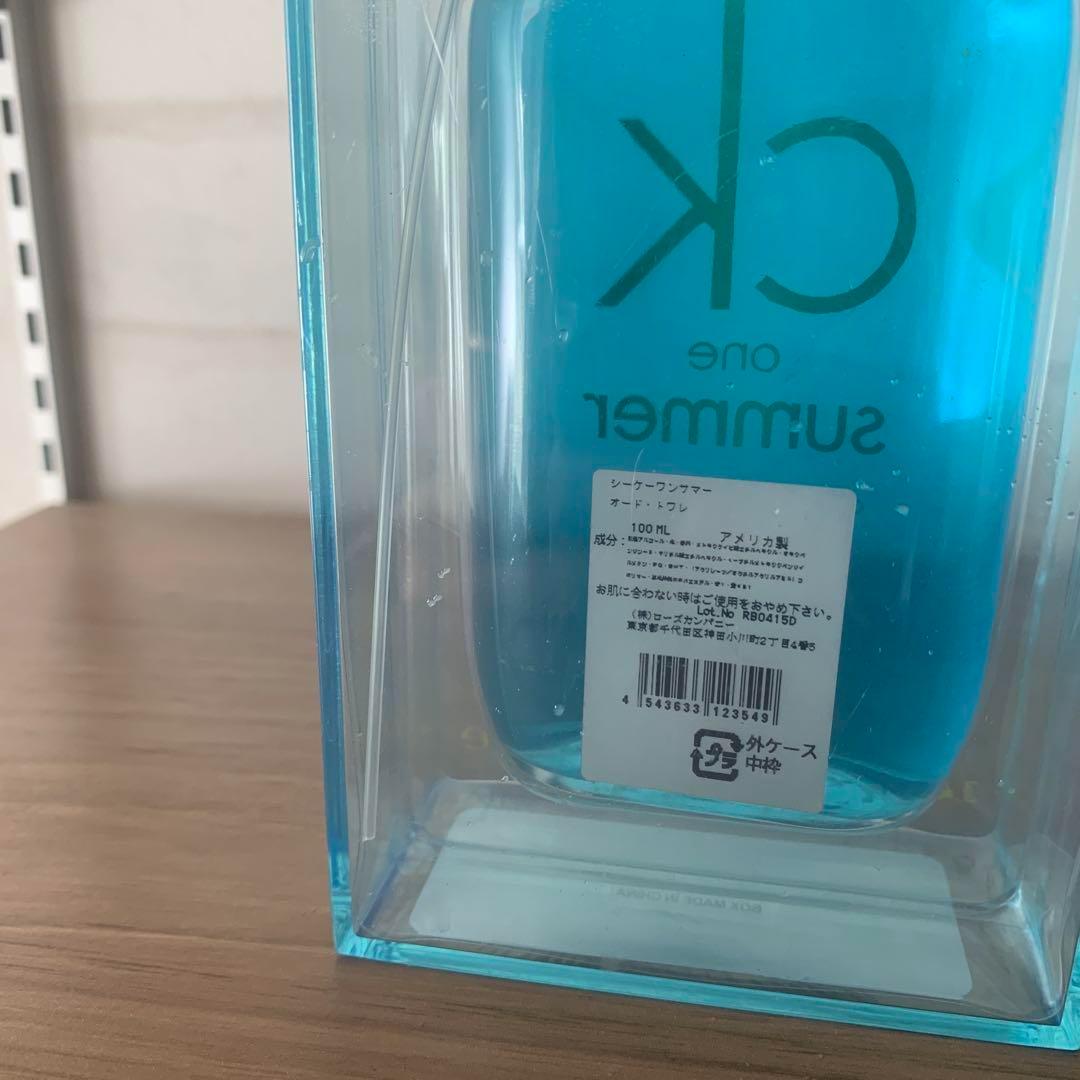 ck
one
summer
シーケーワンサマー
オード・トワレ
100 ML アメリカ製
成分：
お肌に合わない時はご使用をおやめ下さい。
Lot.No RB0415D
(株)ローズカンパニー
東京都千代田区神田小川町2丁目4番5
4 543633 123549
プラ 外ケース
中枠
BOX MADE IN CHINA